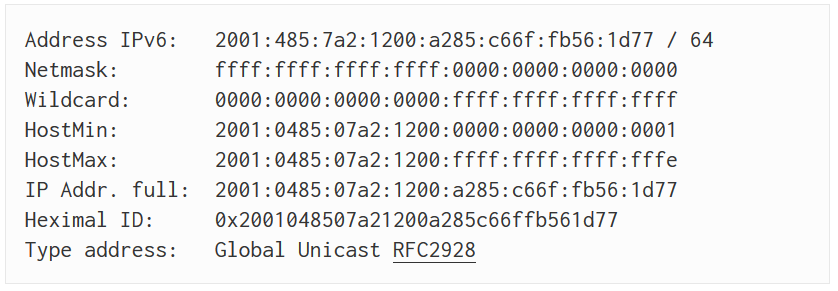 Address IPv6: 2001:485:7a2:1200:a285:c66f:fb56:1d77 / 64
Netmask: ffff:ffff:ffff:ffff:0000:0000:0000:0000
Wildcard: 0000:0000:0000:0000:ffff:ffff:ffff:ffff
HostMin: 2001:0485:07a2:1200:0000:0000:0000:0001
HostMax: 2001:0485:07a2:1200:ffff:ffff:ffff:fffe
IP Addr. full: 2001:0485:07a2:1200:a285:c66f:fb56:1d77
Heximal ID: 0x2001048507a21200a285c66ffb561d77
Type address: Global Unicast RFC2928